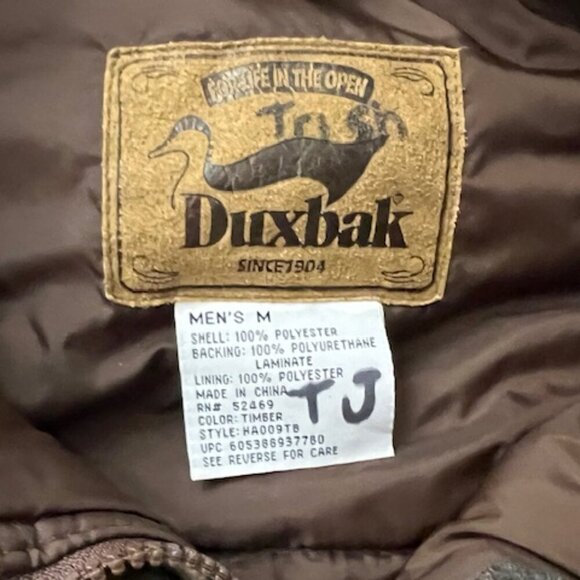 FOR LIFE IN THE OPEN
Trish
Duxbak
SINCE 1904
MEN'S M
SHELL: 100% POLYESTER
BACKING: 100% POLYURETHANE
LAMINATE
LINING: 100% POLYESTER
MADE IN CHINA
RN# 52469
COLOR: TIMBER
STYLE: HA009TB
UPC 605388937780
SEE REVERSE FOR CARE
TJ